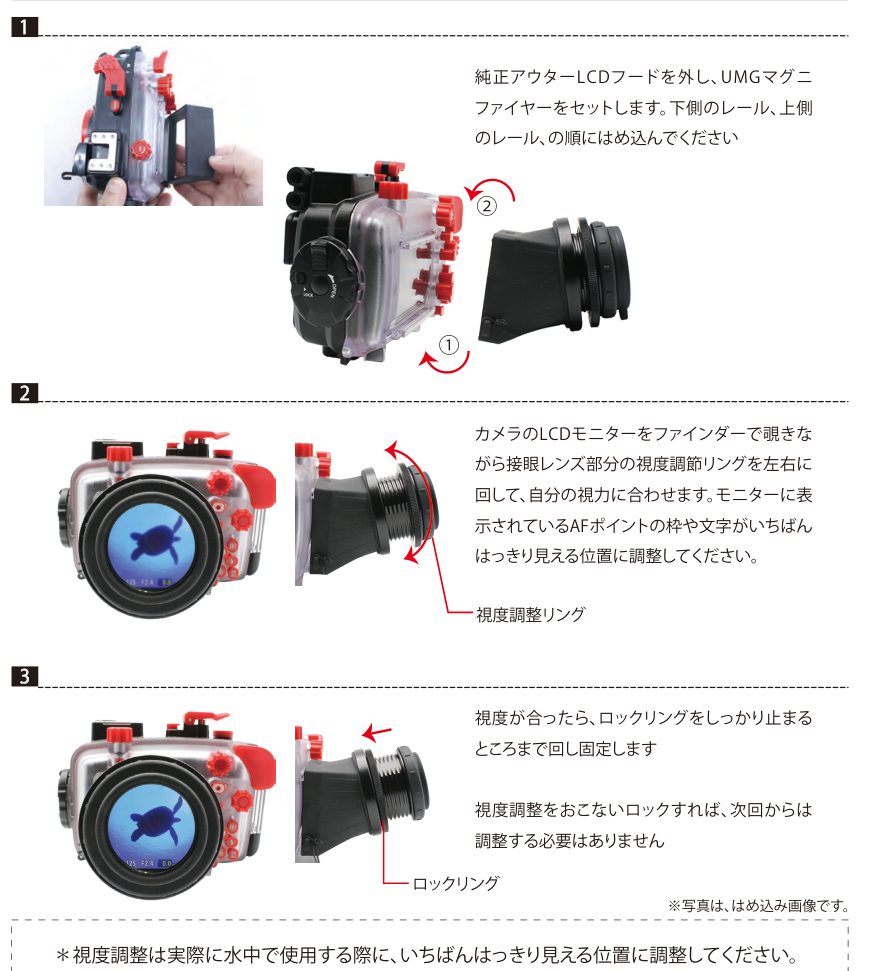 1
純正アウターLCDフードを外し、UMGマグニ
ファイヤーをセットします。下側のレール、上側
のレール、の順にはめ込んでください
②
OPEN
LOCK
①
2
カメラのLCDモニターをファインダーで覗きな
がら接眼レンズ部分の視度調節リングを左右に
回して、自分の視力に合わせます。モニターに表
示されているAFポイントの枠や文字がいちばん
はっきり見える位置に調整してください。
125 F2.4 0.0
視度調整リング
3
視度が合ったら、ロックリングをしっかり止まる
ところまで回し固定します
視度調整をおこないロックすれば、次回からは
調整する必要はありません
125 F2.4 0.0
ロックリング
※写真は、はめ込み画像です。
＊視度調整は実際に水中で使用する際に、いちばんはっきり見える位置に調整してください。